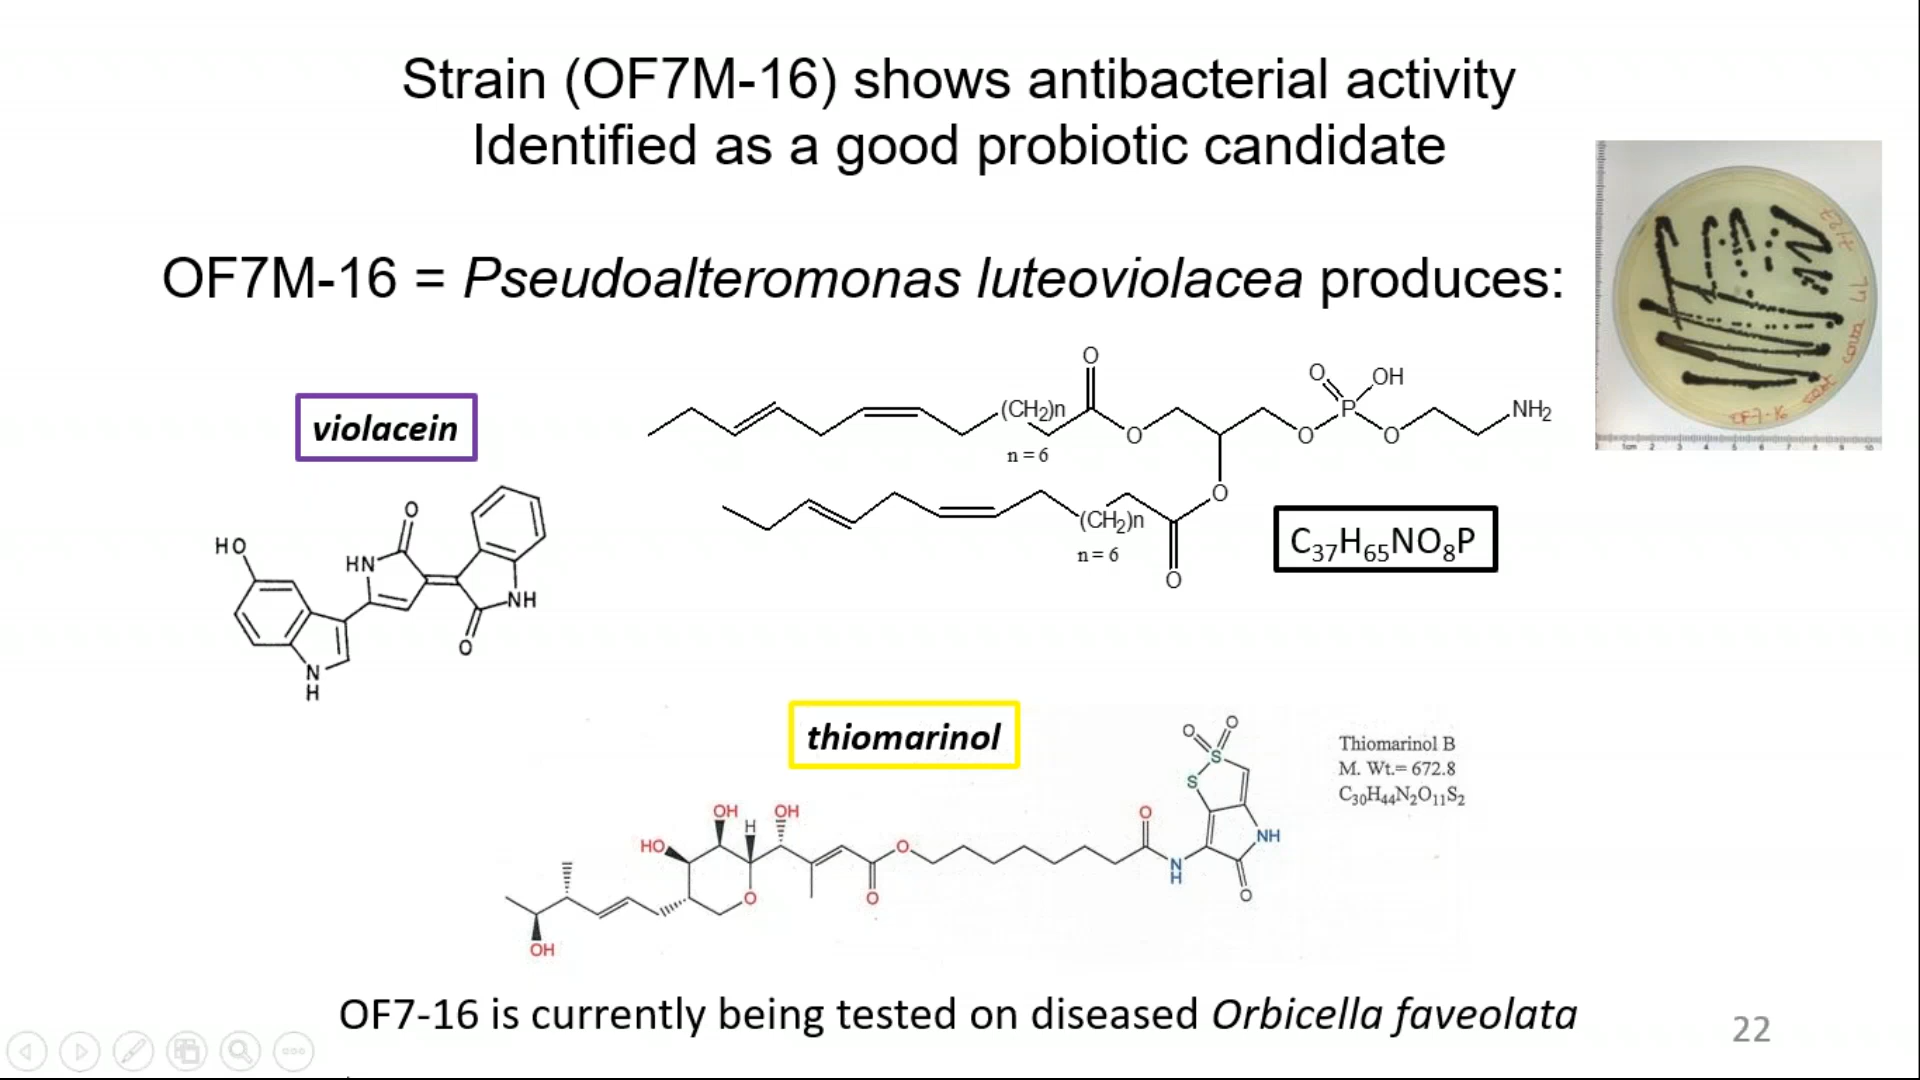 Strain (OF7M-16) shows antibacterial activity
Identified as a good probiotic candidate
OF7M-16 = Pseudoalteromonas luteoviolacea produces:
violacein
HO
O
HN
NH
O
N
H
O
(CH2)n
n = 6
O
O
P
OH
O
O
NH2
O
(CH2)n
n = 6
O
C37H65NO8P
OF7-16
thiomarinol
Thiomarinol B
M. Wt.= 672.8
C30H44N2O11S2
O
O
S
S
NH
O
O
N
H
OH
H
OH
HO
O
O
O
OH
OF7-16 is currently being tested on diseased Orbicella faveolata
22